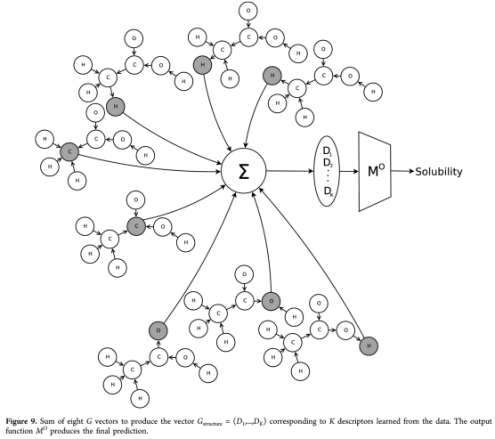 O
O H C O
C H O
H C O H
C H H H C O
H C H
H O H H
H C O
C H
H H
Σ
D₁
D₂
⋮
Dₖ
Mᴼ
Solubility
O
H C O
C H
H H
O
H C O
C H O
O H H C O
C H
H C O H H
C H
H H
Figure 9. Sum of eight G vectors to produce the vector Gstructure = (D₁,...,Dₖ) corresponding to K descriptors learned from the data. The output
function Mᴼ produces the final prediction.